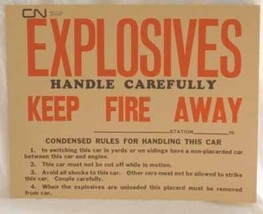 CN
EXPLOSIVES
HANDLE CAREFULLY
KEEP FIRE AWAY
STATION 19
CONDENSED RULES FOR HANDLING THIS CAR
1. In switching this car in yards or on sidings have a non-placarded car
between this car and engine.
2. This car must not be cut off while in motion.
3. Avoid all shocks to this car. Other cars must not be allowed to strike
this car. Couple carefully.
4. When the explosives are unloaded this placard must be removed
from car.